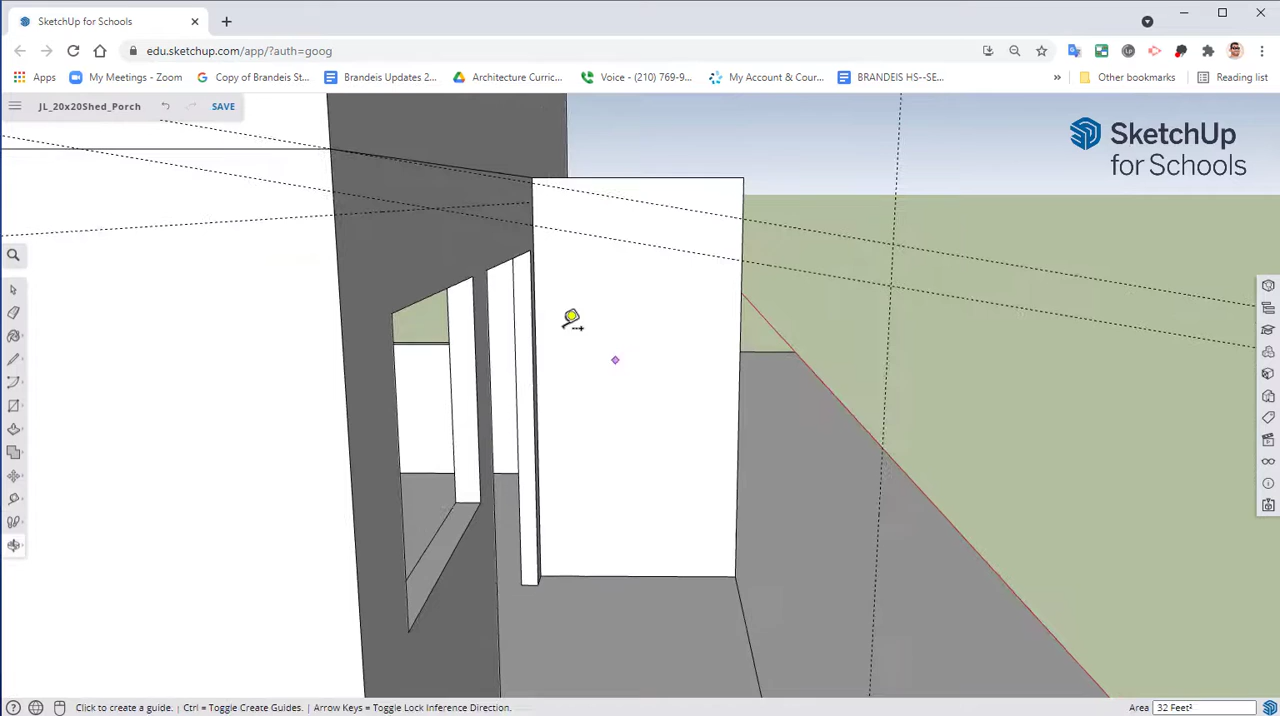 SketchUp for Schools
edu.sketchup.com/app/?auth=goog
Apps
My Meetings - Zoom
Copy of Brandeis St...
Brandeis Updates 2...
Architecture Curric...
Voice - (210) 769-9...
My Account & Cour...
BRANDEIS HS--SE...
»
Other bookmarks
Reading list
JL_20x20Shed_Porch
SAVE
SketchUp
for Schools
Click to create a guide. | Ctrl = Toggle Create Guides. | Arrow Keys = Toggle Lock Inference Direction.
Area 32 Feet²